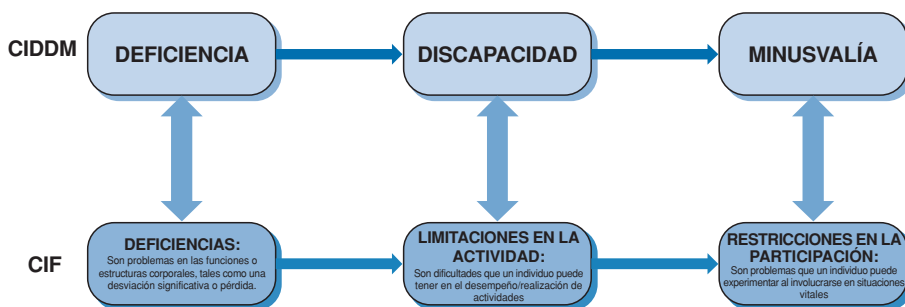 CIDDM
DEFICIENCIA
DISCAPACIDAD
MINUSVALÍA
CIF
DEFICIENCIAS:
Son problemas en las funciones o
estructuras corporales, tales como una
desviación significativa o pérdida.
LIMITACIONES EN LA
ACTIVIDAD:
Son dificultades que un individuo puede
tener en el desempeño/realización de
actividades
RESTRICCIONES EN LA
PARTICIPACIÓN:
Son problemas que un individuo puede
experimentar al involucrarse en situaciones
vitales